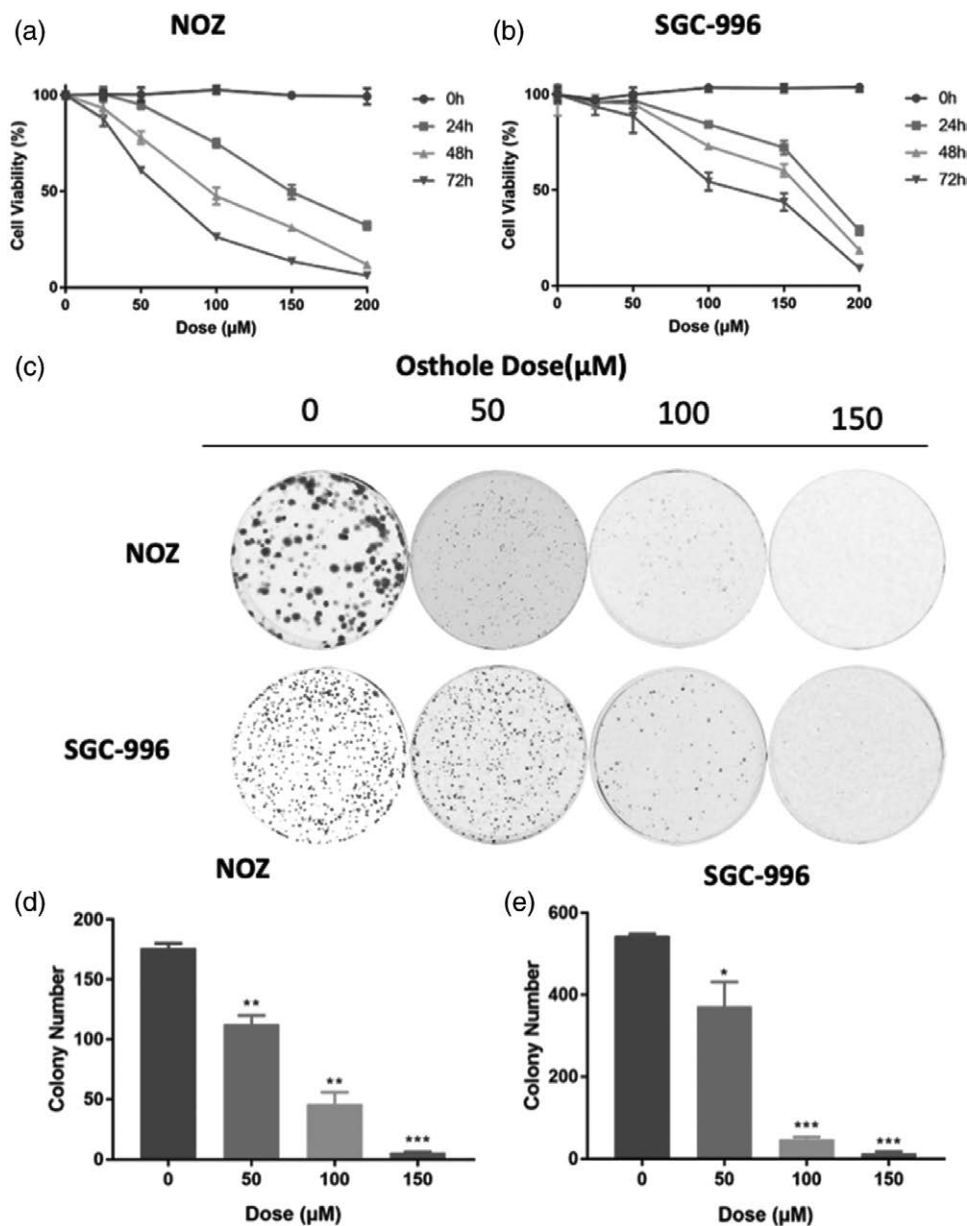 (a)
NOZ
Cell Viability (%)
100
50
0
0 50 100 150 200
Dose (μM)
0h
24h
48h
72h
(b)
SGC-996
Cell Viability (%)
100
50
0
0 50 100 150 200
Dose (μM)
0h
24h
48h
72h
(c)
Osthole Dose(μM)
0 50 100 150
NOZ
SGC-996
(d)
NOZ
Colony Number
200
150
100
50
0
**
**
***
0 50 100 150
Dose (μM)
(e)
SGC-996
Colony Number
600
400
200
0
*
***
***
0 50 100 150
Dose (μM)